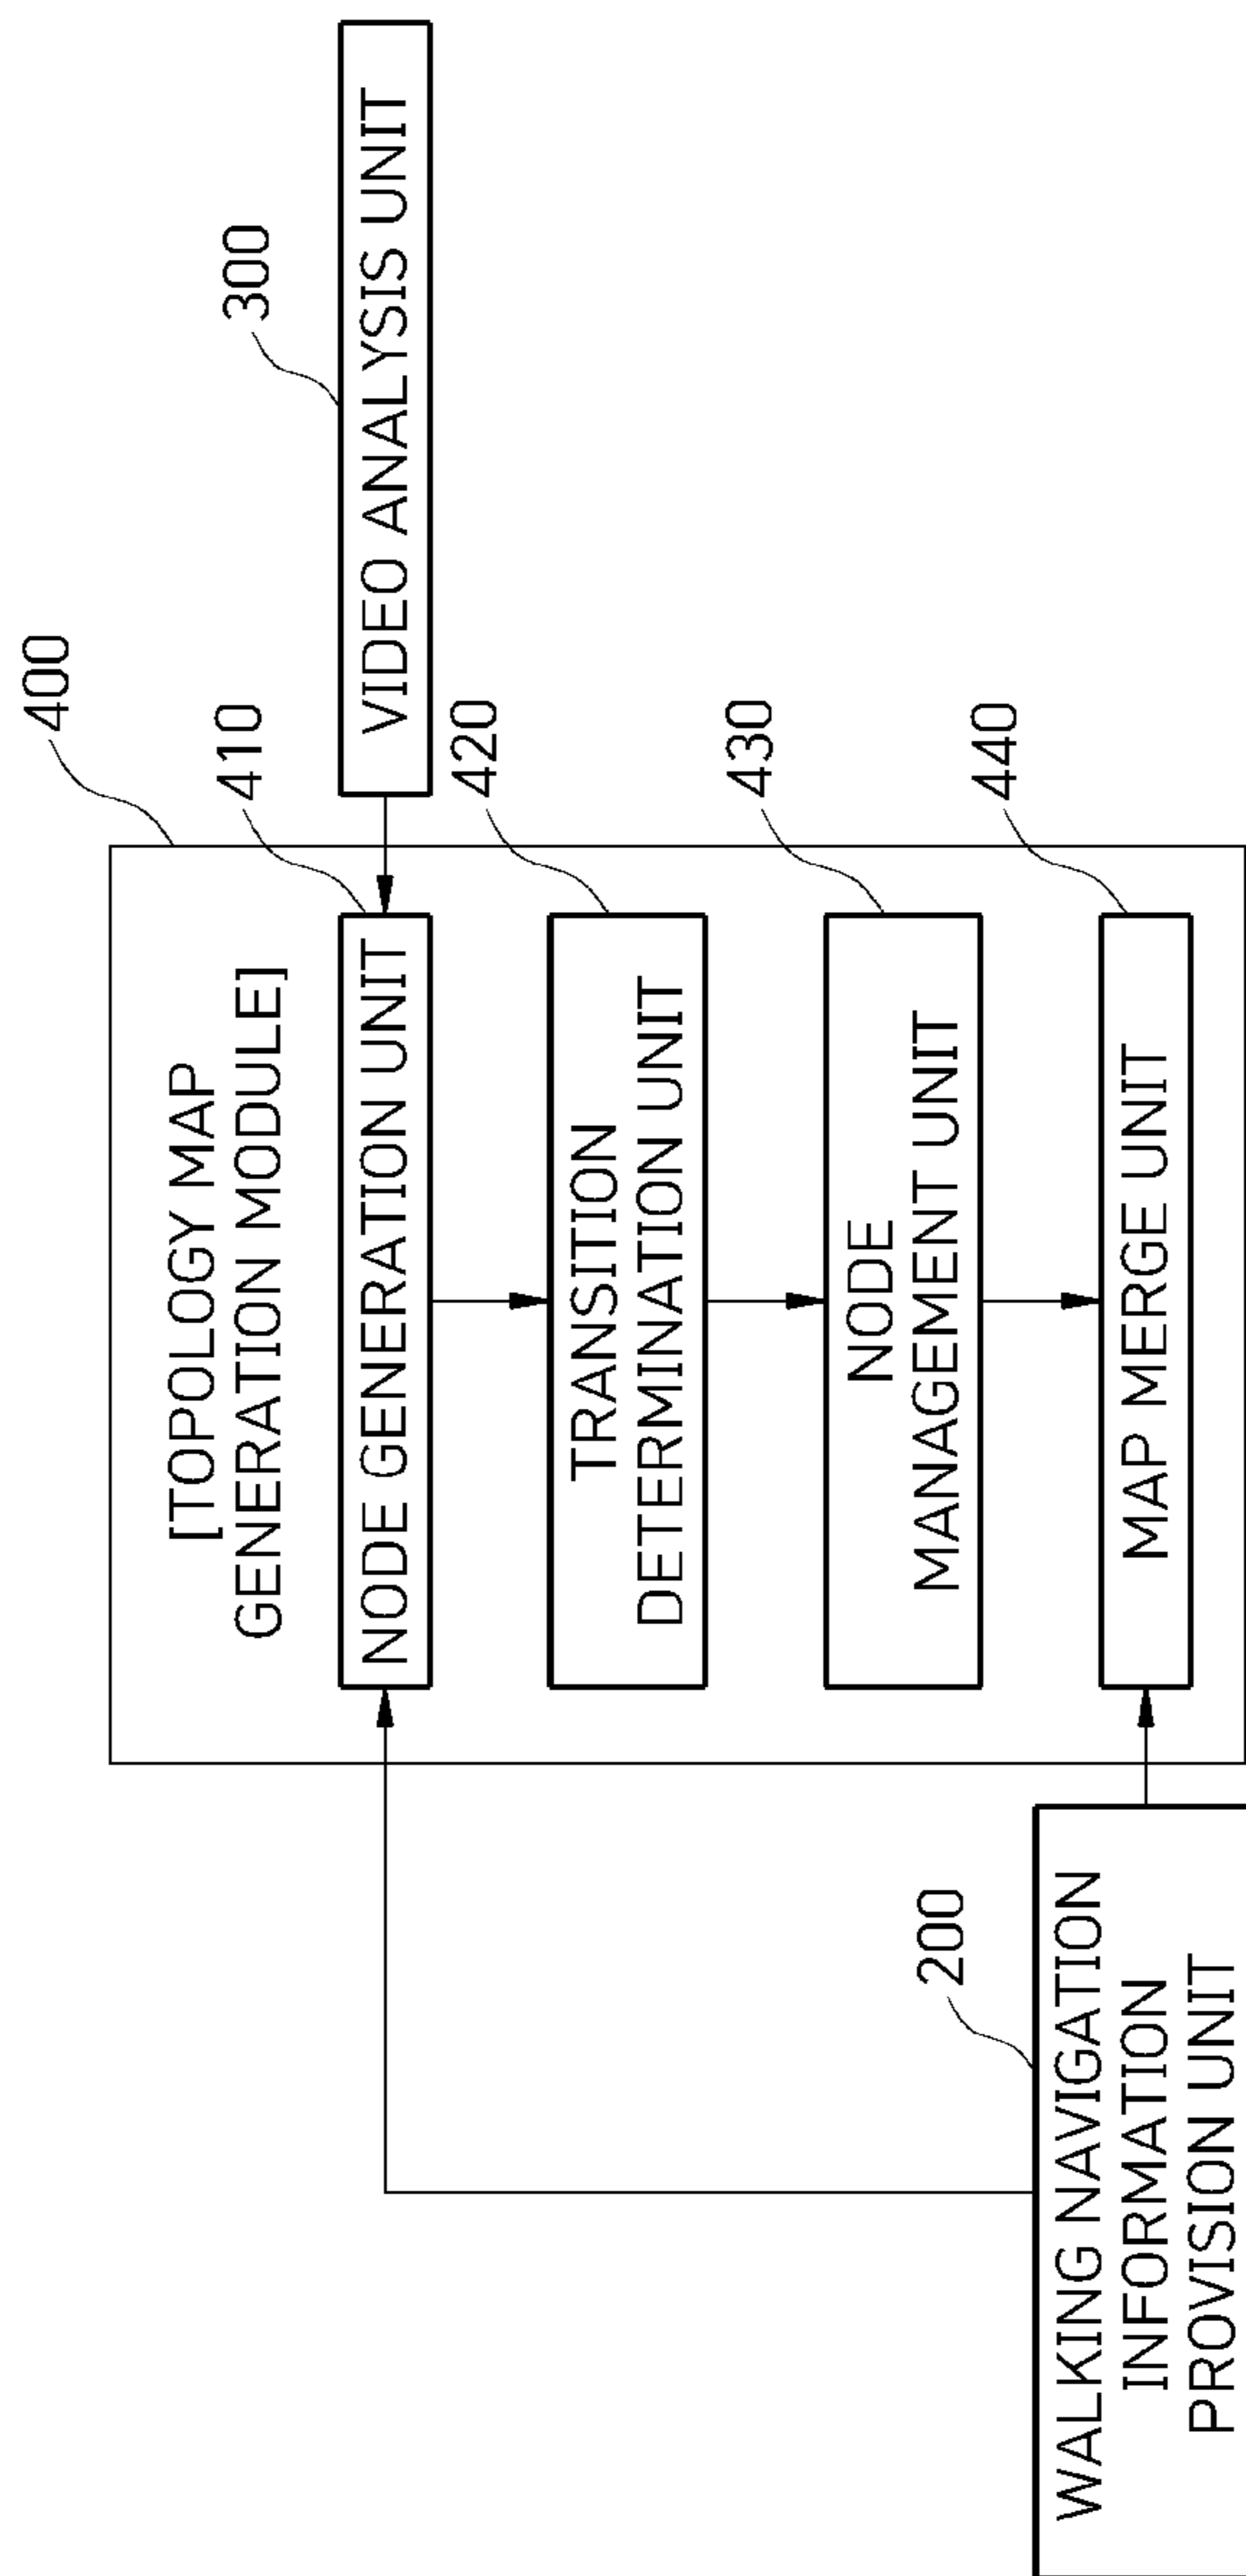 400
[TOPOLOGY MAP
GENERATION MODULE]
410
NODE GENERATION UNIT
300
VIDEO ANALYSIS UNIT
420
TRANSITION
DETERMINATION UNIT
430
NODE
MANAGEMENT UNIT
440
MAP MERGE UNIT
200
WALKING NAVIGATION
INFORMATION
PROVISION UNIT